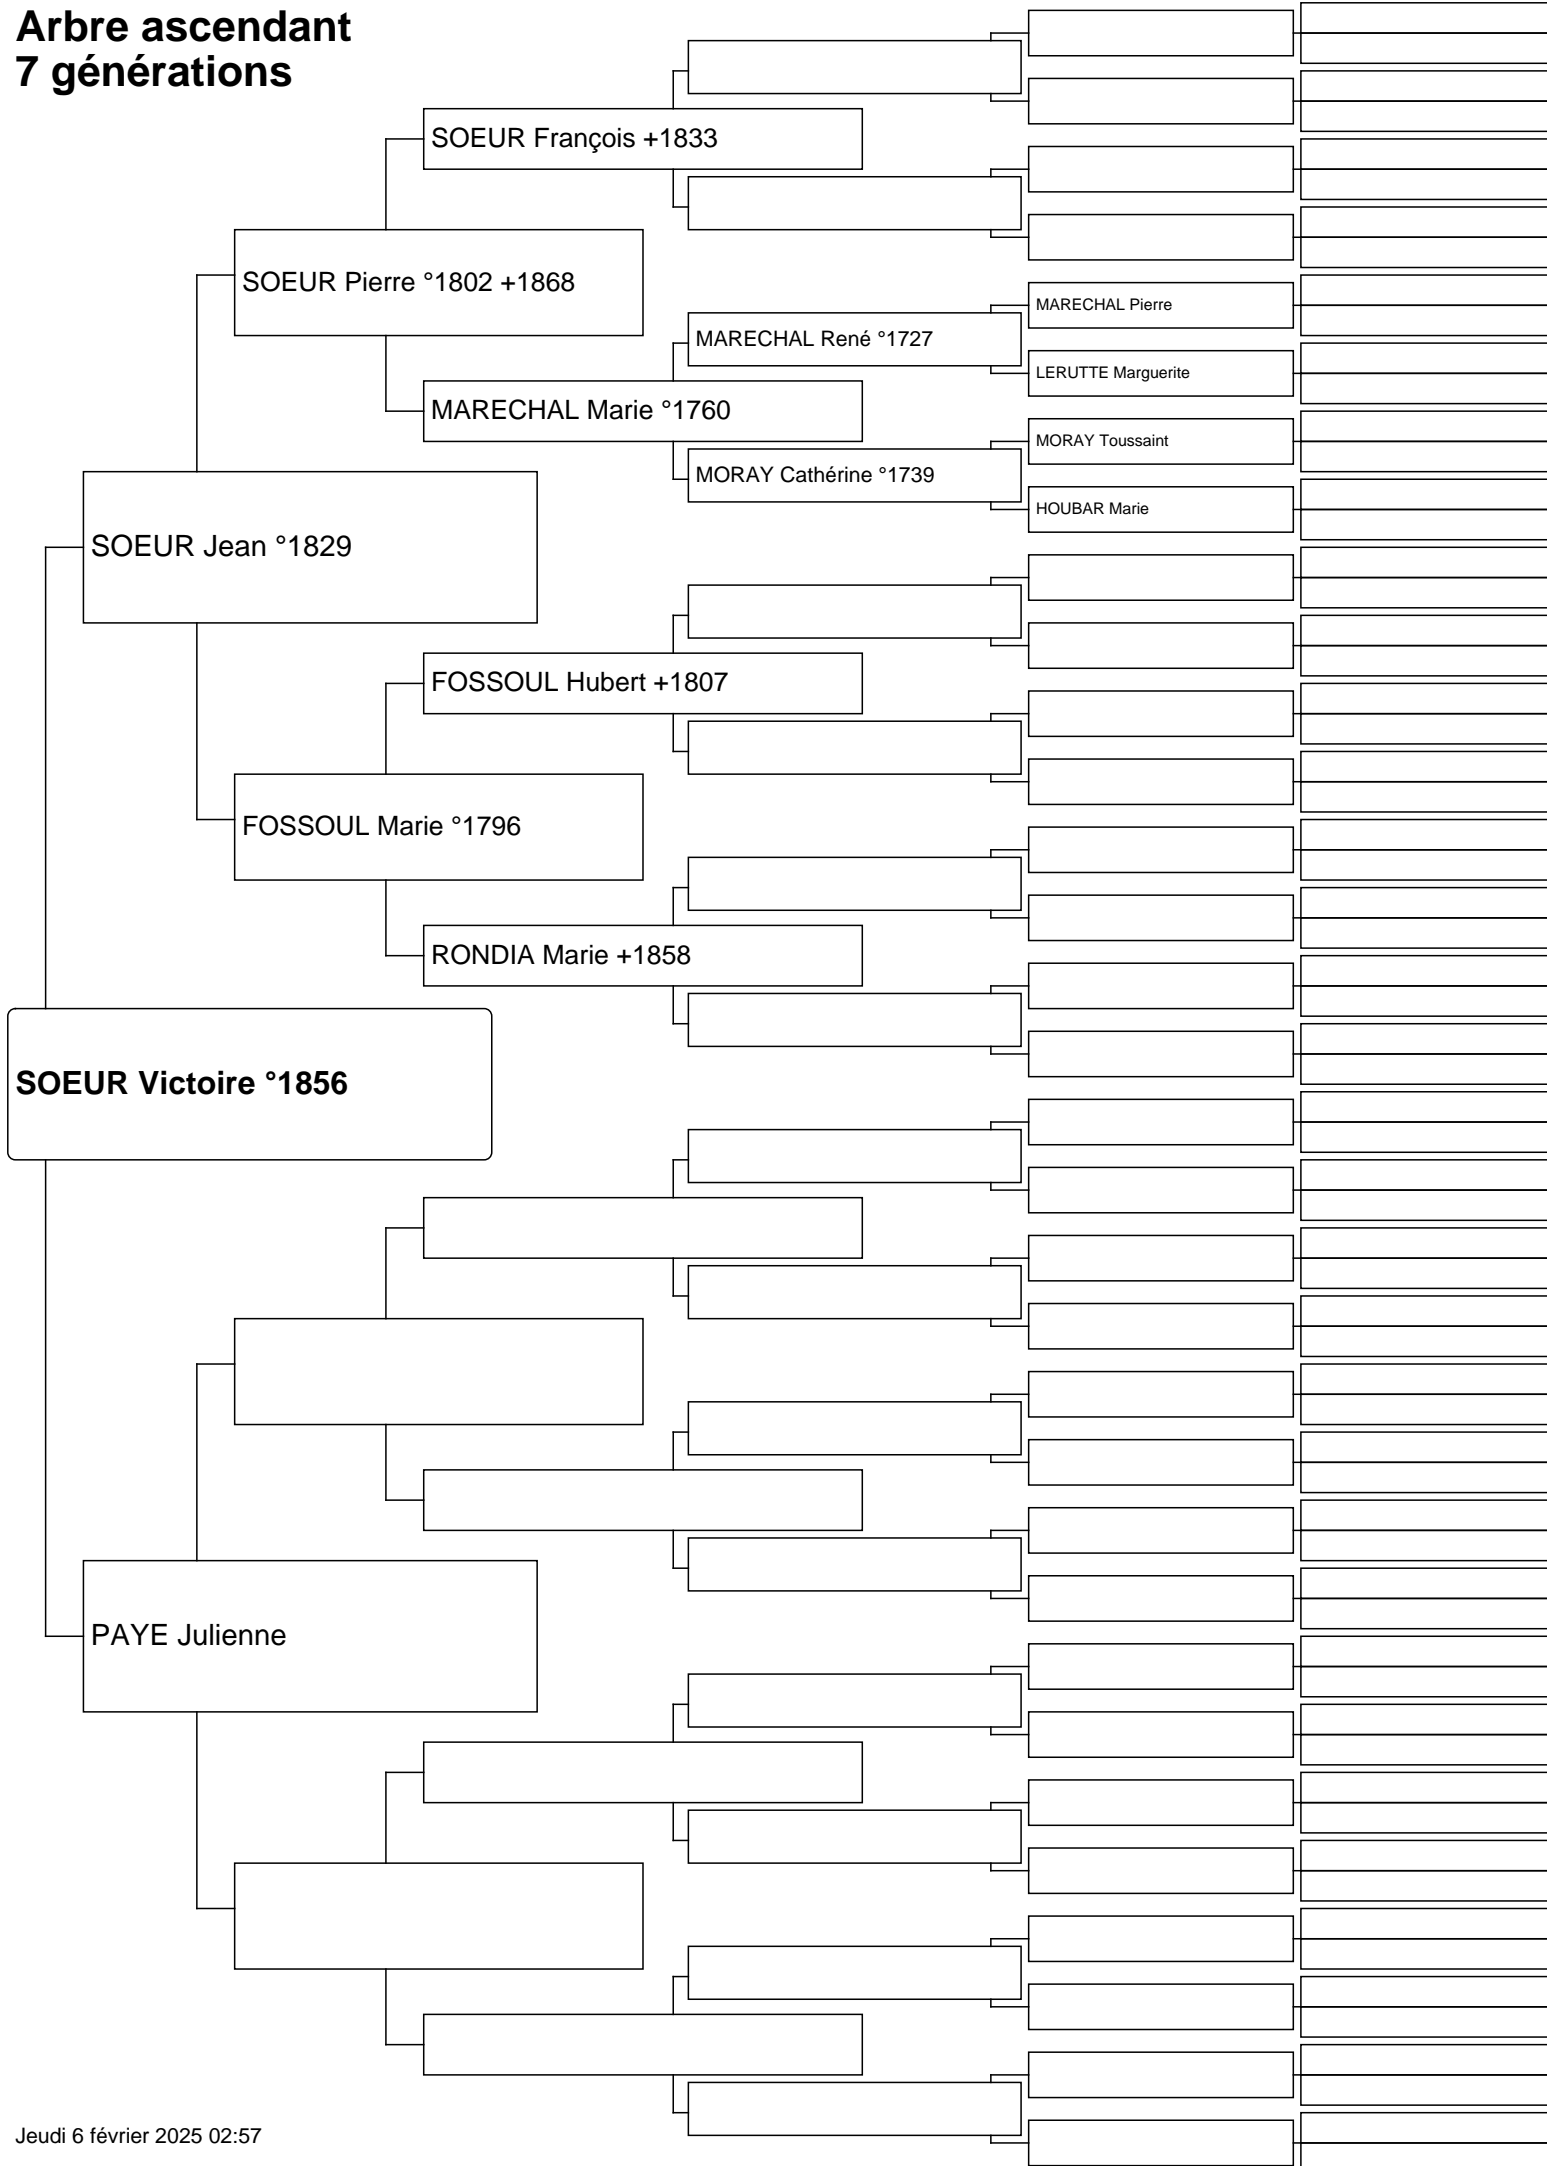 Arbre ascendant
7 générations
SOEUR François +1833
SOEUR Pierre °1802 +1868
MARECHAL Pierre
MARECHAL René °1727
LERUTTE Marguerite
MARECHAL Marie °1760
MORAY Toussaint
MORAY Cathérine °1739
HOUBAR Marie
SOEUR Jean °1829
FOSSOUL Hubert +1807
FOSSOUL Marie °1796
RONDIA Marie +1858
SOEUR Victoire °1856
PAYE Julienne
Jeudi 6 février 2025 02:57